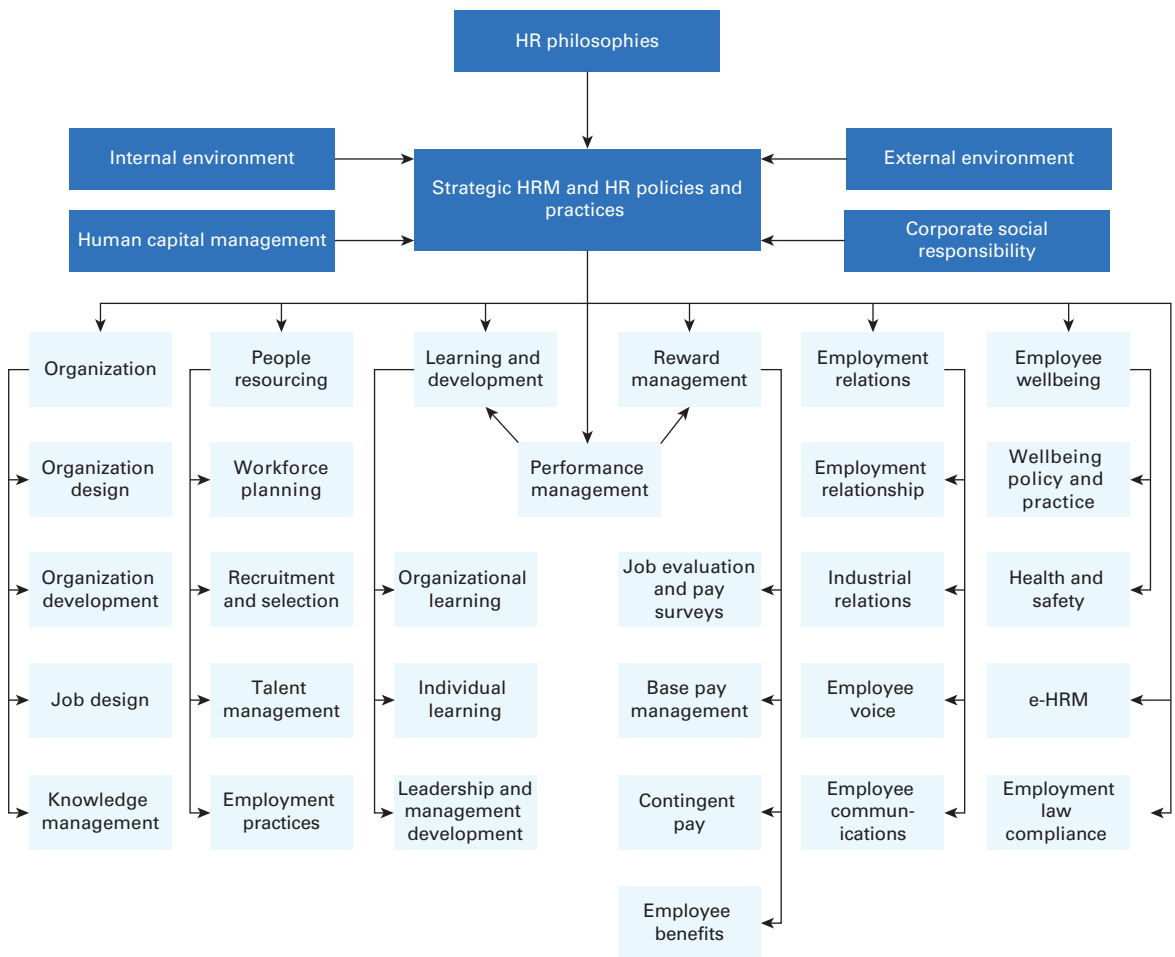 HR philosophies
Internal environment
External environment
Strategic HRM and HR policies and
practices
Human capital management
Corporate social
responsibility
Organization
People
resourcing
Learning and
development
Reward
management
Employment
relations
Employee
wellbeing
Organization
design
Workforce
planning
Performance
management
Employment
relationship
Wellbeing
policy and
practice
Organization
development
Recruitment
and selection
Organizational
learning
Job evaluation
and pay
surveys
Industrial
relations
Health and
safety
Job design
Talent
management
Individual
learning
Base pay
management
Employee
voice
e-HRM
Knowledge
management
Employment
practices
Leadership and
management
development
Contingent
pay
Employee
commun-
ications
Employment
law
compliance
Employee
benefits